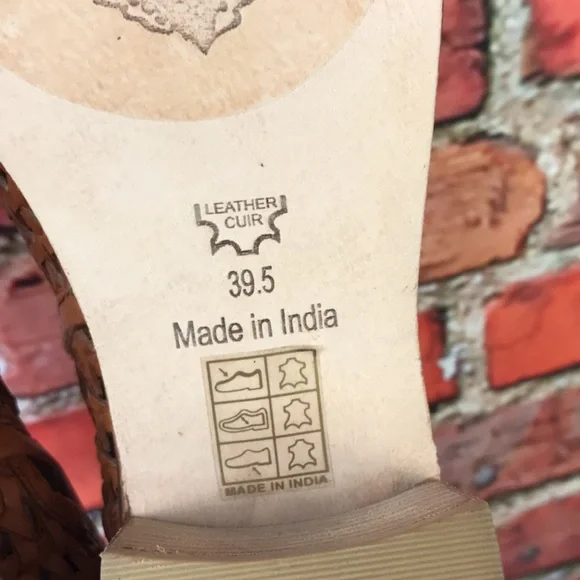 LEATHER
CUIR
39.5
Made in India
MADE IN INDIA